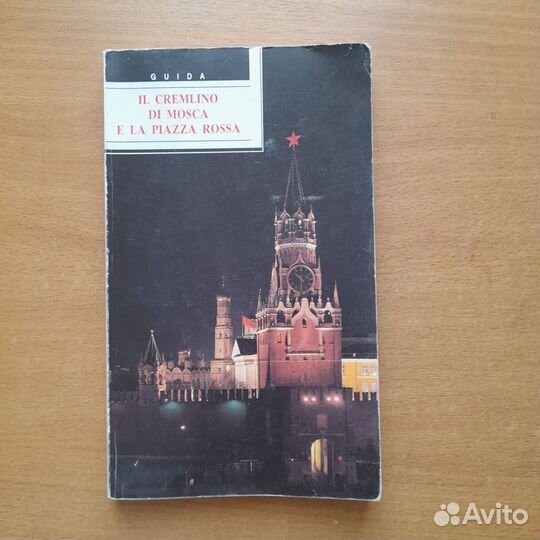 GUIDA
IL CREMLINO
DI MOSCA
E LA PIAZZA ROSSA
Avito